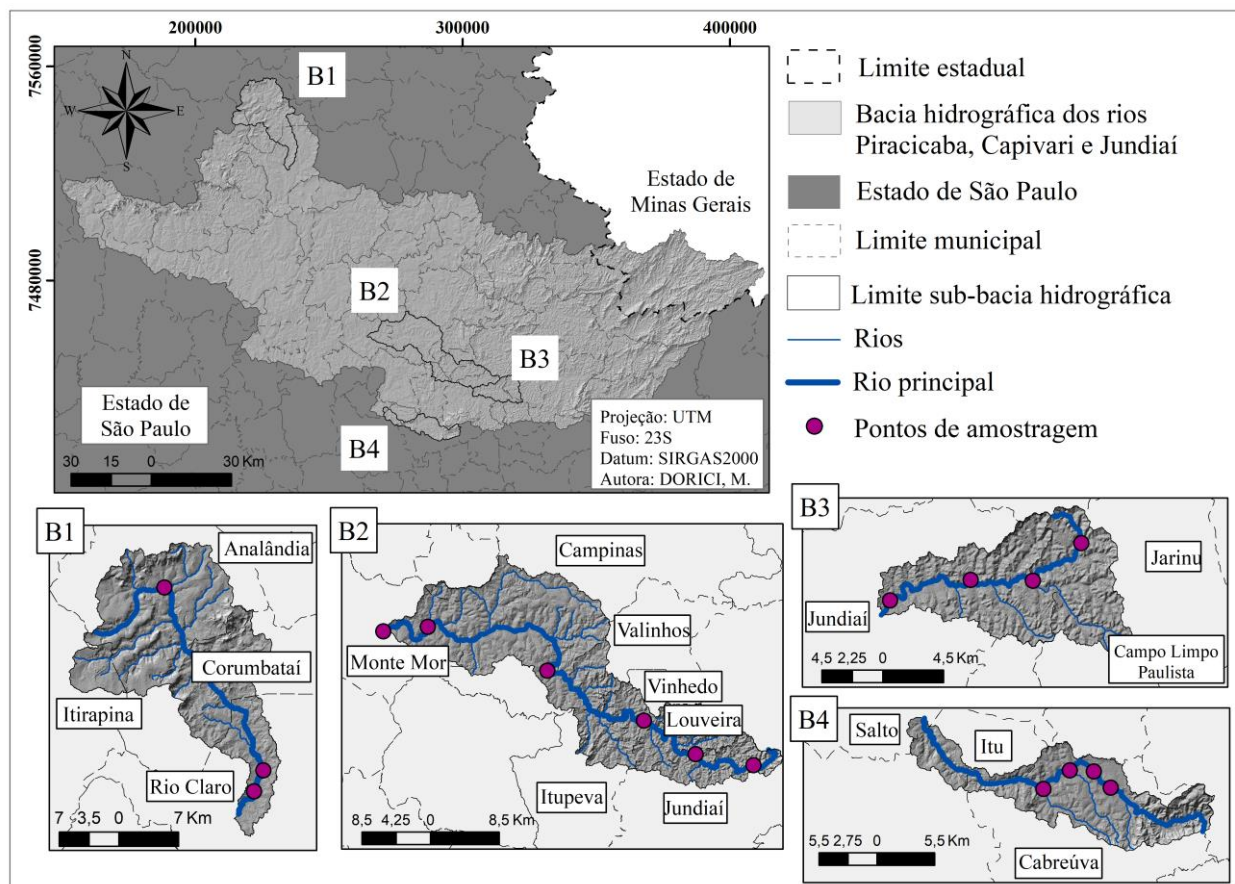 200000
300000
400000
7560000
7480000
N
W
E
S
B1
B2
B3
B4
Estado de
Minas Gerais
Estado de
São Paulo
30 15 0 30 Km
Projeção: UTM
Fuso: 23S
Datum: SIRGAS2000
Autora: DORICI, M.
Limite estadual
Bacia hidrográfica dos rios
Piracicaba, Capivari e Jundiaí
Estado de São Paulo
Limite municipal
Limite sub-bacia hidrográfica
Rios
Rio principal
Pontos de amostragem
B1
Analândia
Corumbataí
Itirapina
Rio Claro
7 3,5 0 7 Km
B2
Campinas
Valinhos
Monte Mor
Vinhedo
Louveira
Itupeva
Jundiaí
8,5 4,25 0 8,5 Km
B3
Jarinu
Jundiaí
Campo Limpo
Paulista
4,5 2,25 0 4,5 Km
B4
Salto
Itu
Cabreúva
5,5 2,75 0 5,5 Km